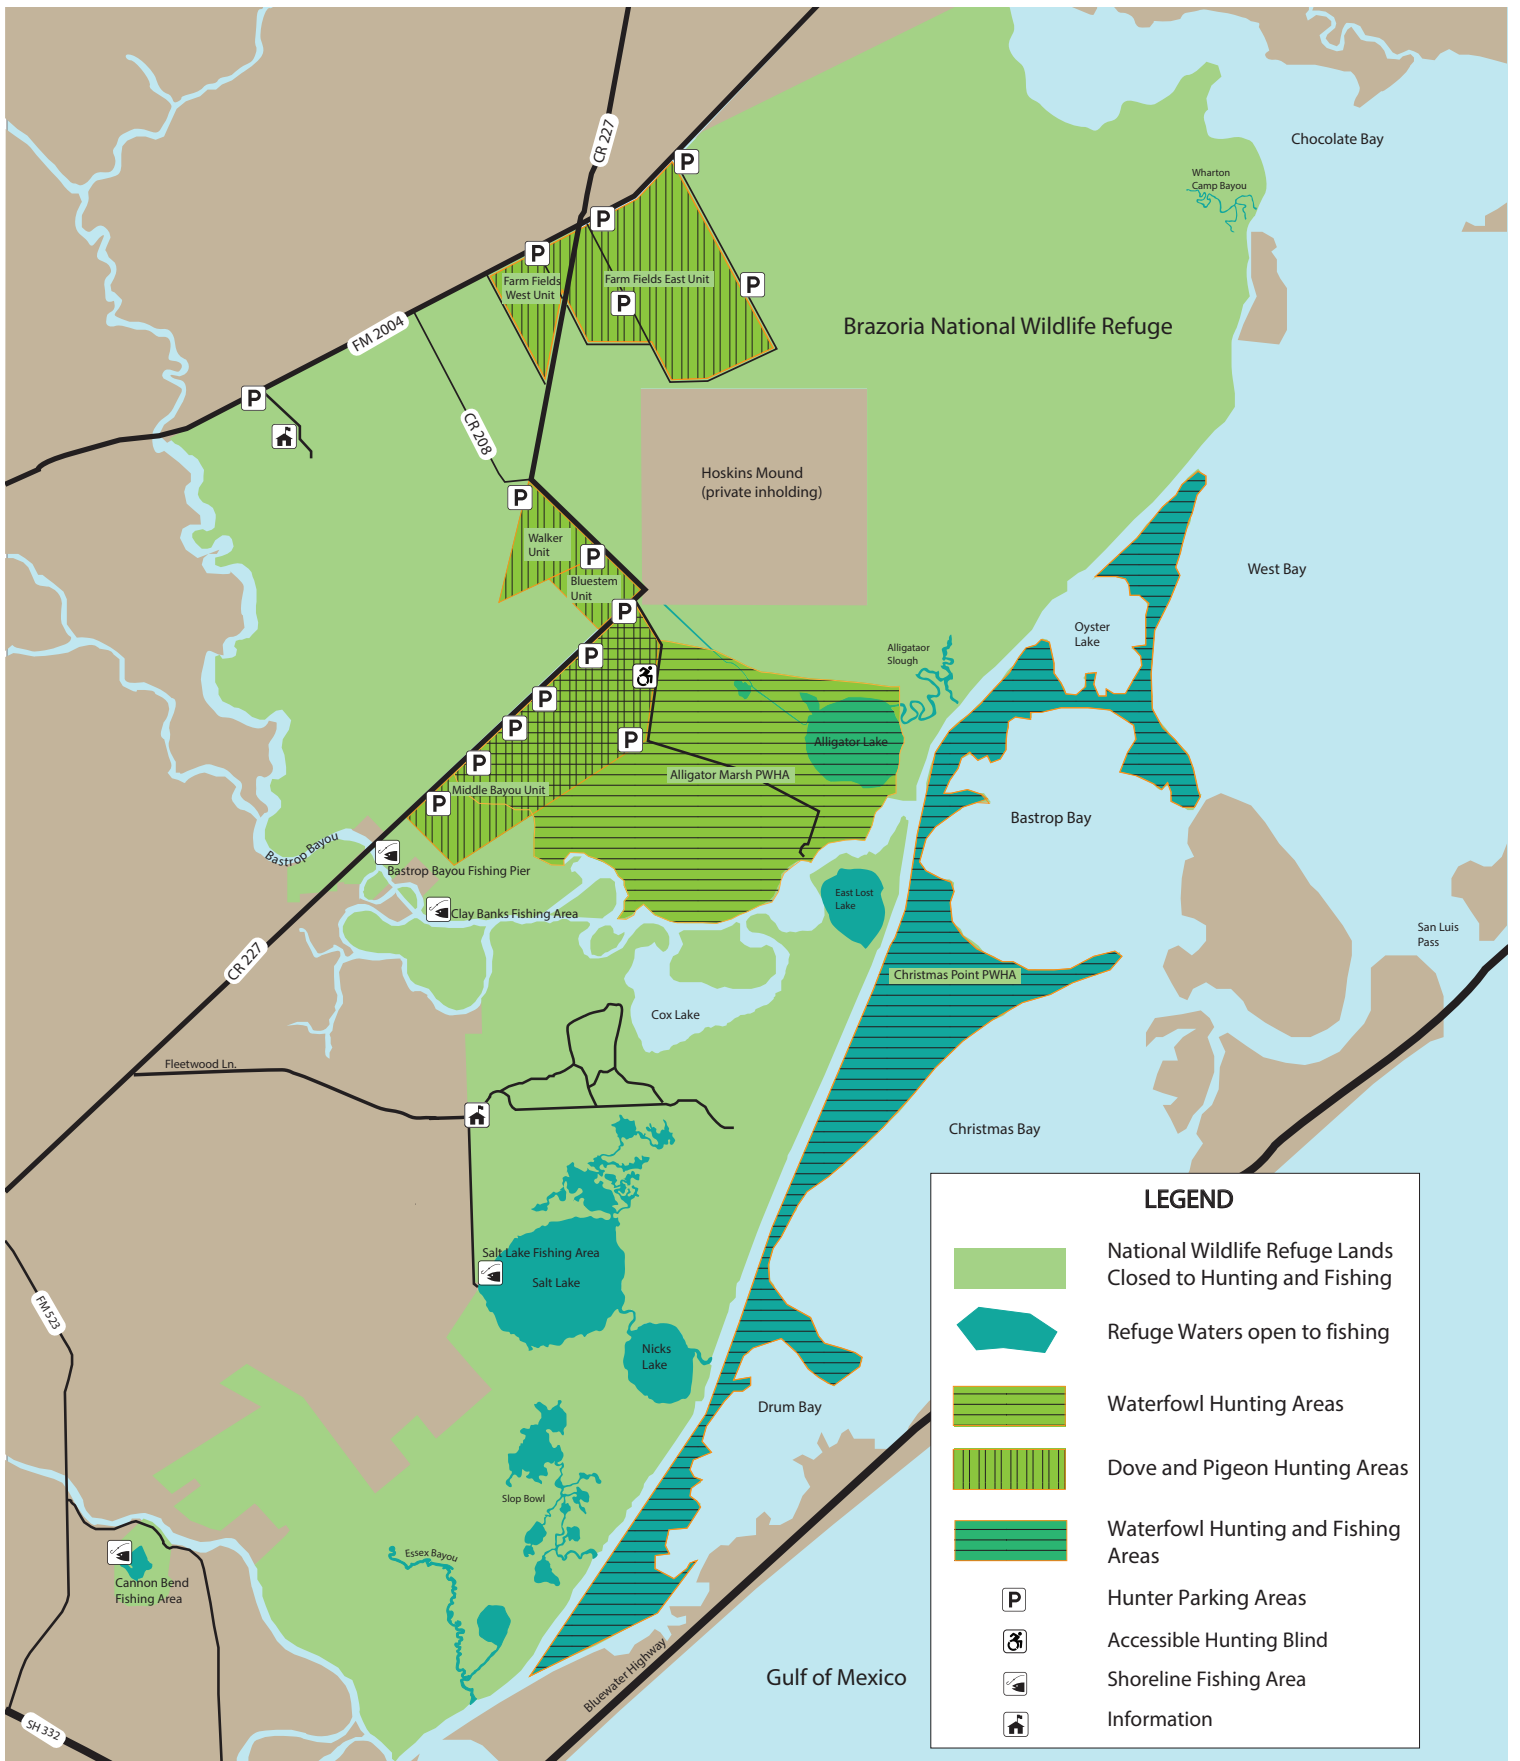 CR 227
Chocolate Bay
Wharton
Camp Bayou
P
P
P
Farm Fields
West Unit
Farm Fields East Unit
P
P
Brazoria National Wildlife Refuge
FM 2004
P
CR 208
Hoskins Mound
(private inholding)
P
Walker
Unit
P
Bluestem
Unit
West Bay
P
Oyster
Lake
P
Alligataor
Slough
P
P
P
Alligator Lake
P
Alligator Marsh PWHA
Middle Bayou Unit
P
Bastrop Bay
Bastrop Bayou
Bastrop Bayou Fishing Pier
East Lost
Lake
Clay Banks Fishing Area
San Luis
Pass
CR 227
Christmas Point PWHA
Cox Lake
Fleetwood Ln.
Christmas Bay
Salt Lake Fishing Area
Salt Lake
FM 523
Nicks
Lake
Drum Bay
Slop Bowl
Essex Bayou
Cannon Bend
Fishing Area
Bluewater Highway
Gulf of Mexico
SH 332
LEGEND
National Wildlife Refuge Lands
Closed to Hunting and Fishing
Refuge Waters open to fishing
Waterfowl Hunting Areas
Dove and Pigeon Hunting Areas
Waterfowl Hunting and Fishing
Areas
P
Hunter Parking Areas
Accessible Hunting Blind
Shoreline Fishing Area
Information